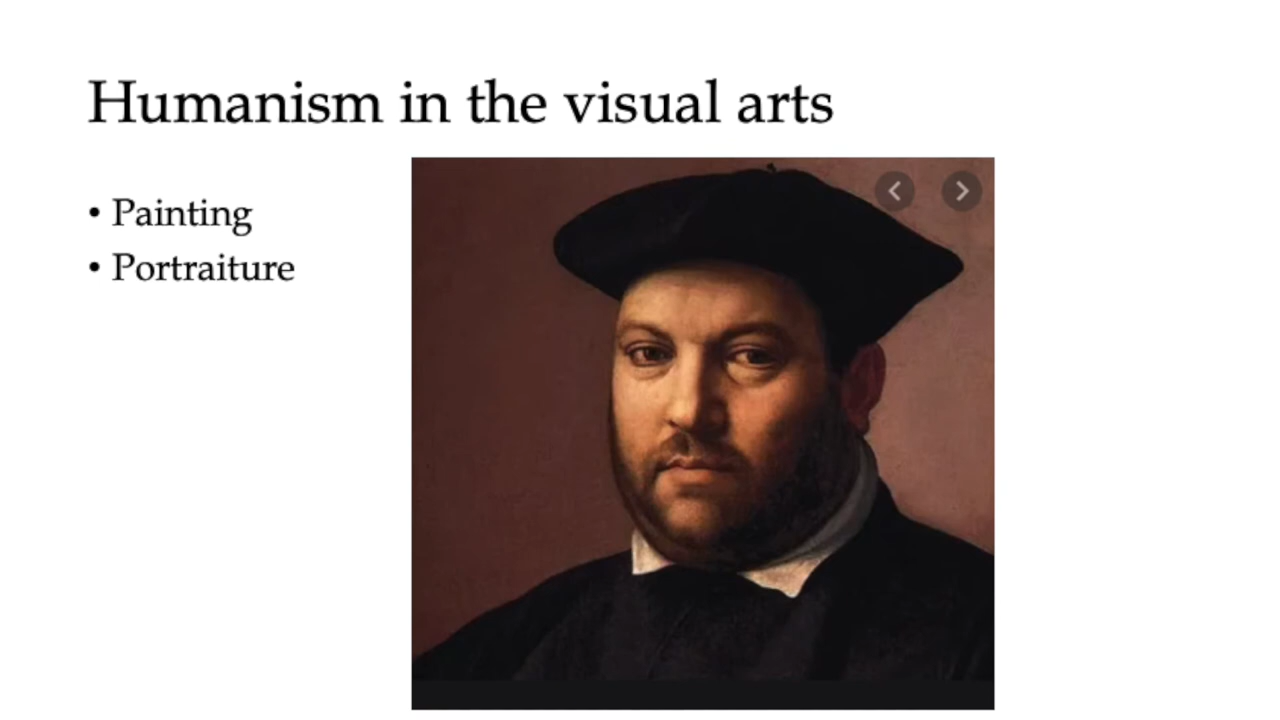 Humanism in the visual arts
• Painting
• Portraiture